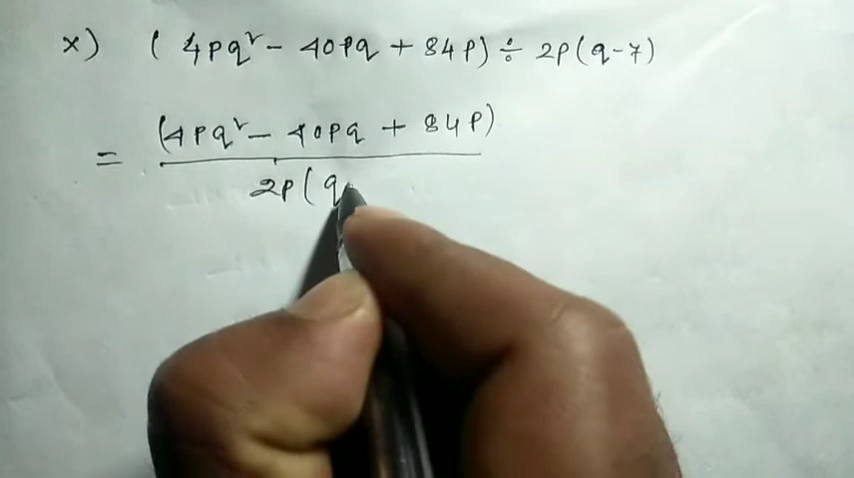 x) ( 4pq² - 40pq + 84p) ÷ 2p(q-7)
= (4pq² - 40pq + 84p)
2p(q